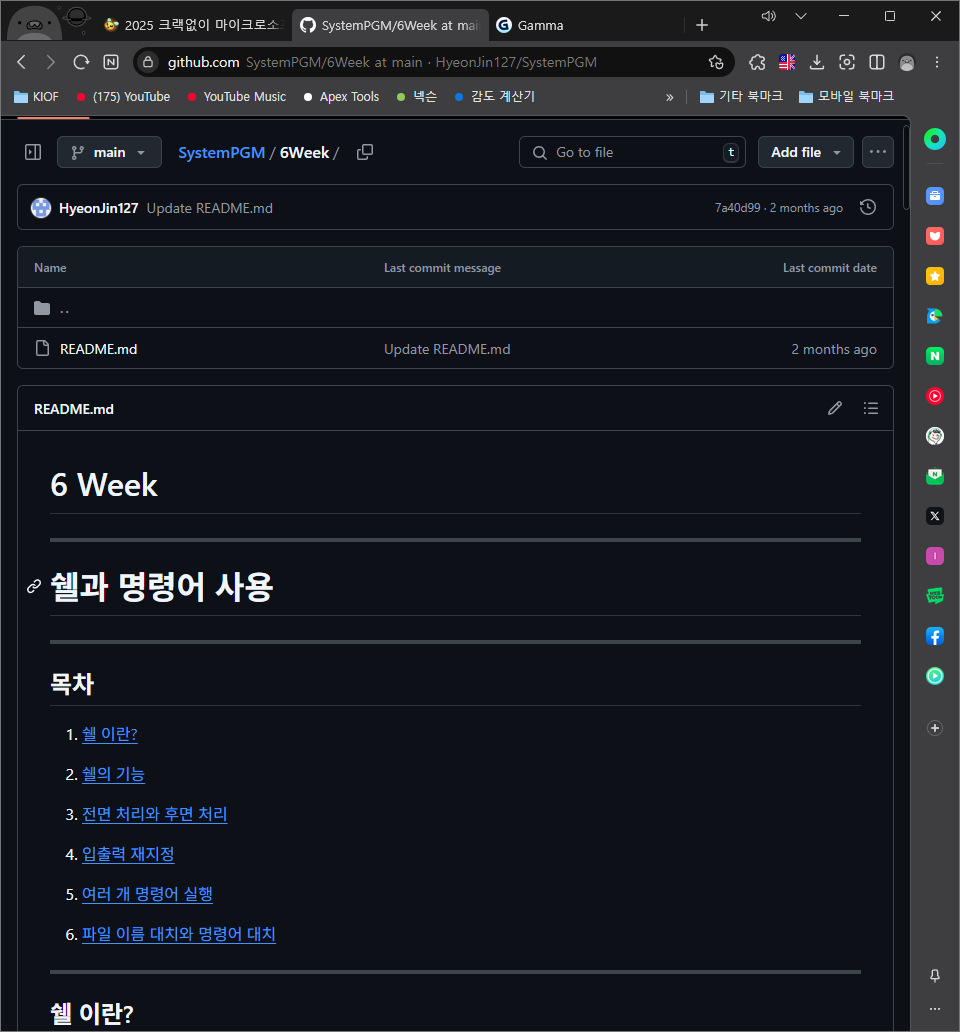 2025 크랙없이 마이크로소
SystemPGM/6Week at mai
Gamma
github.com SystemPGM/6Week at main · HyeonJin127/SystemPGM
KIOF
(175) YouTube
YouTube Music
Apex Tools
넥슨
감도 계산기
»
기타 북마크
모바일 북마크
main
SystemPGM / 6Week /
Go to file
t
Add file
HyeonJin127 Update README.md
7a40d99 · 2 months ago
Name Last commit message Last commit date
..
README.md Update README.md 2 months ago
README.md
6 Week
쉘과 명령어 사용
목차
1. 쉘 이란?
2. 쉘의 기능
3. 전면 처리와 후면 처리
4. 입출력 재지정
5. 여러 개 명령어 실행
6. 파일 이름 대치와 명령어 대치
쉘 이란?